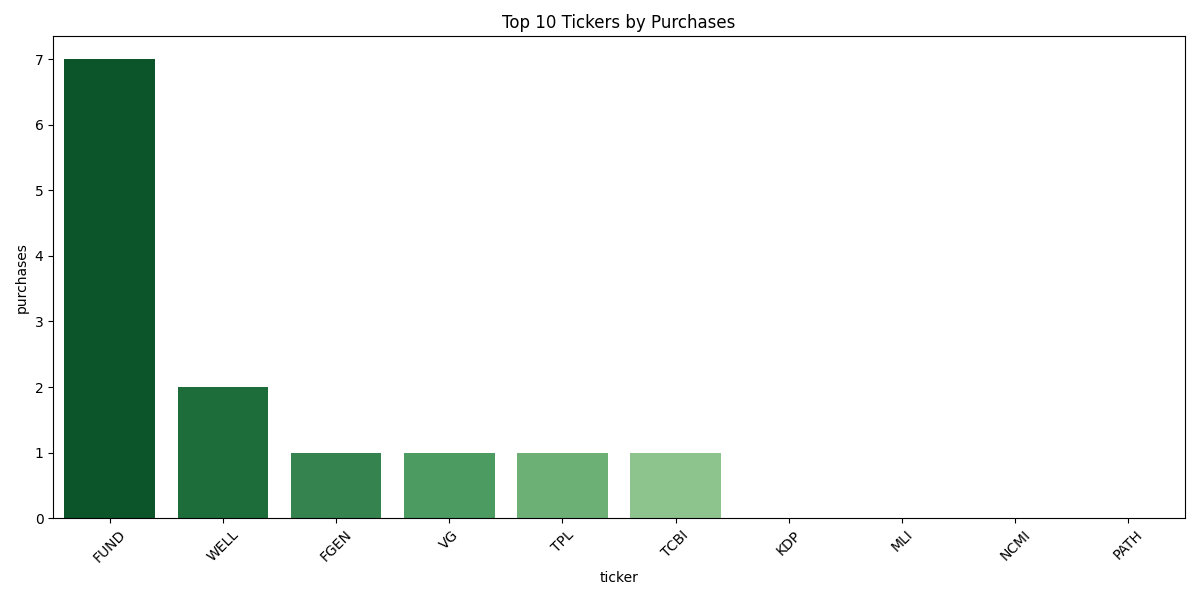 Top 10 Tickers by Purchases
purchases
7
6
5
4
3
2
1
0
FUND
WELL
FGEN
VG
TPL
TCBI
KDP
MLI
NCMI
PATH
ticker